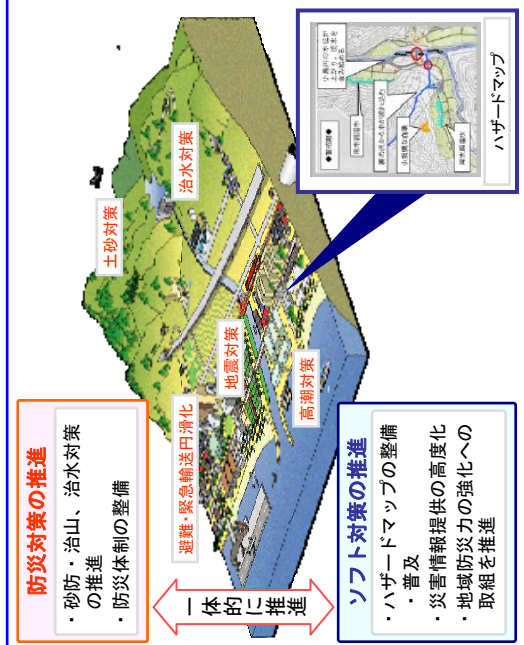 防災対策の推進
・砂防・治山、治水対策
の推進
・防災体制の整備
一体的に推進
ソフト対策の推進
・ハザードマップの整備
・普及
・災害情報提供の高度化
・地域防災力の強化への
取組を推進
土砂対策
治水対策
避難・緊急輸送円滑化
地震対策
高潮対策
ハザードマップ